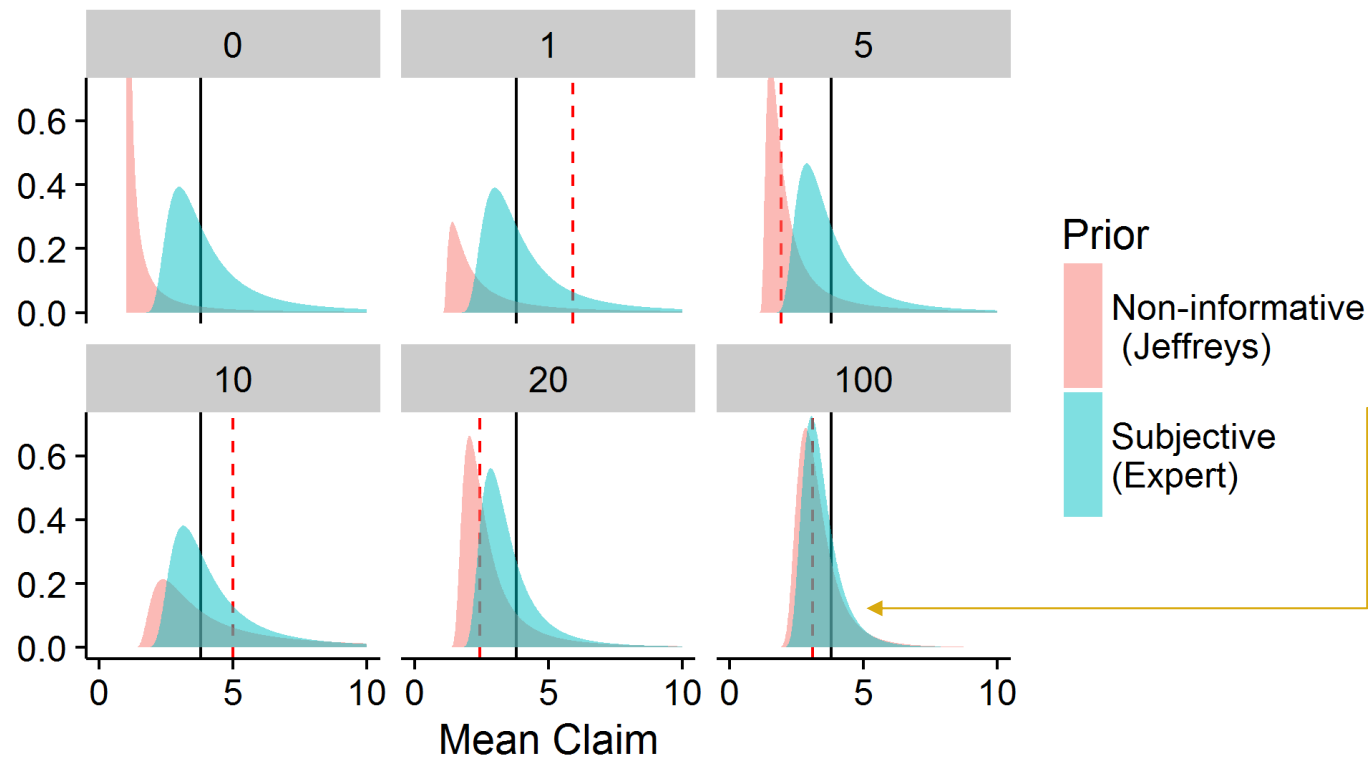 0 1 5
0.6
0.4
0.2
0.0
10 20 100
0.6
0.4
0.2
0.0
0 5 10 0 5 10 0 5 10
Mean Claim
Prior
Non-informative
(Jeffreys)
Subjective
(Expert)